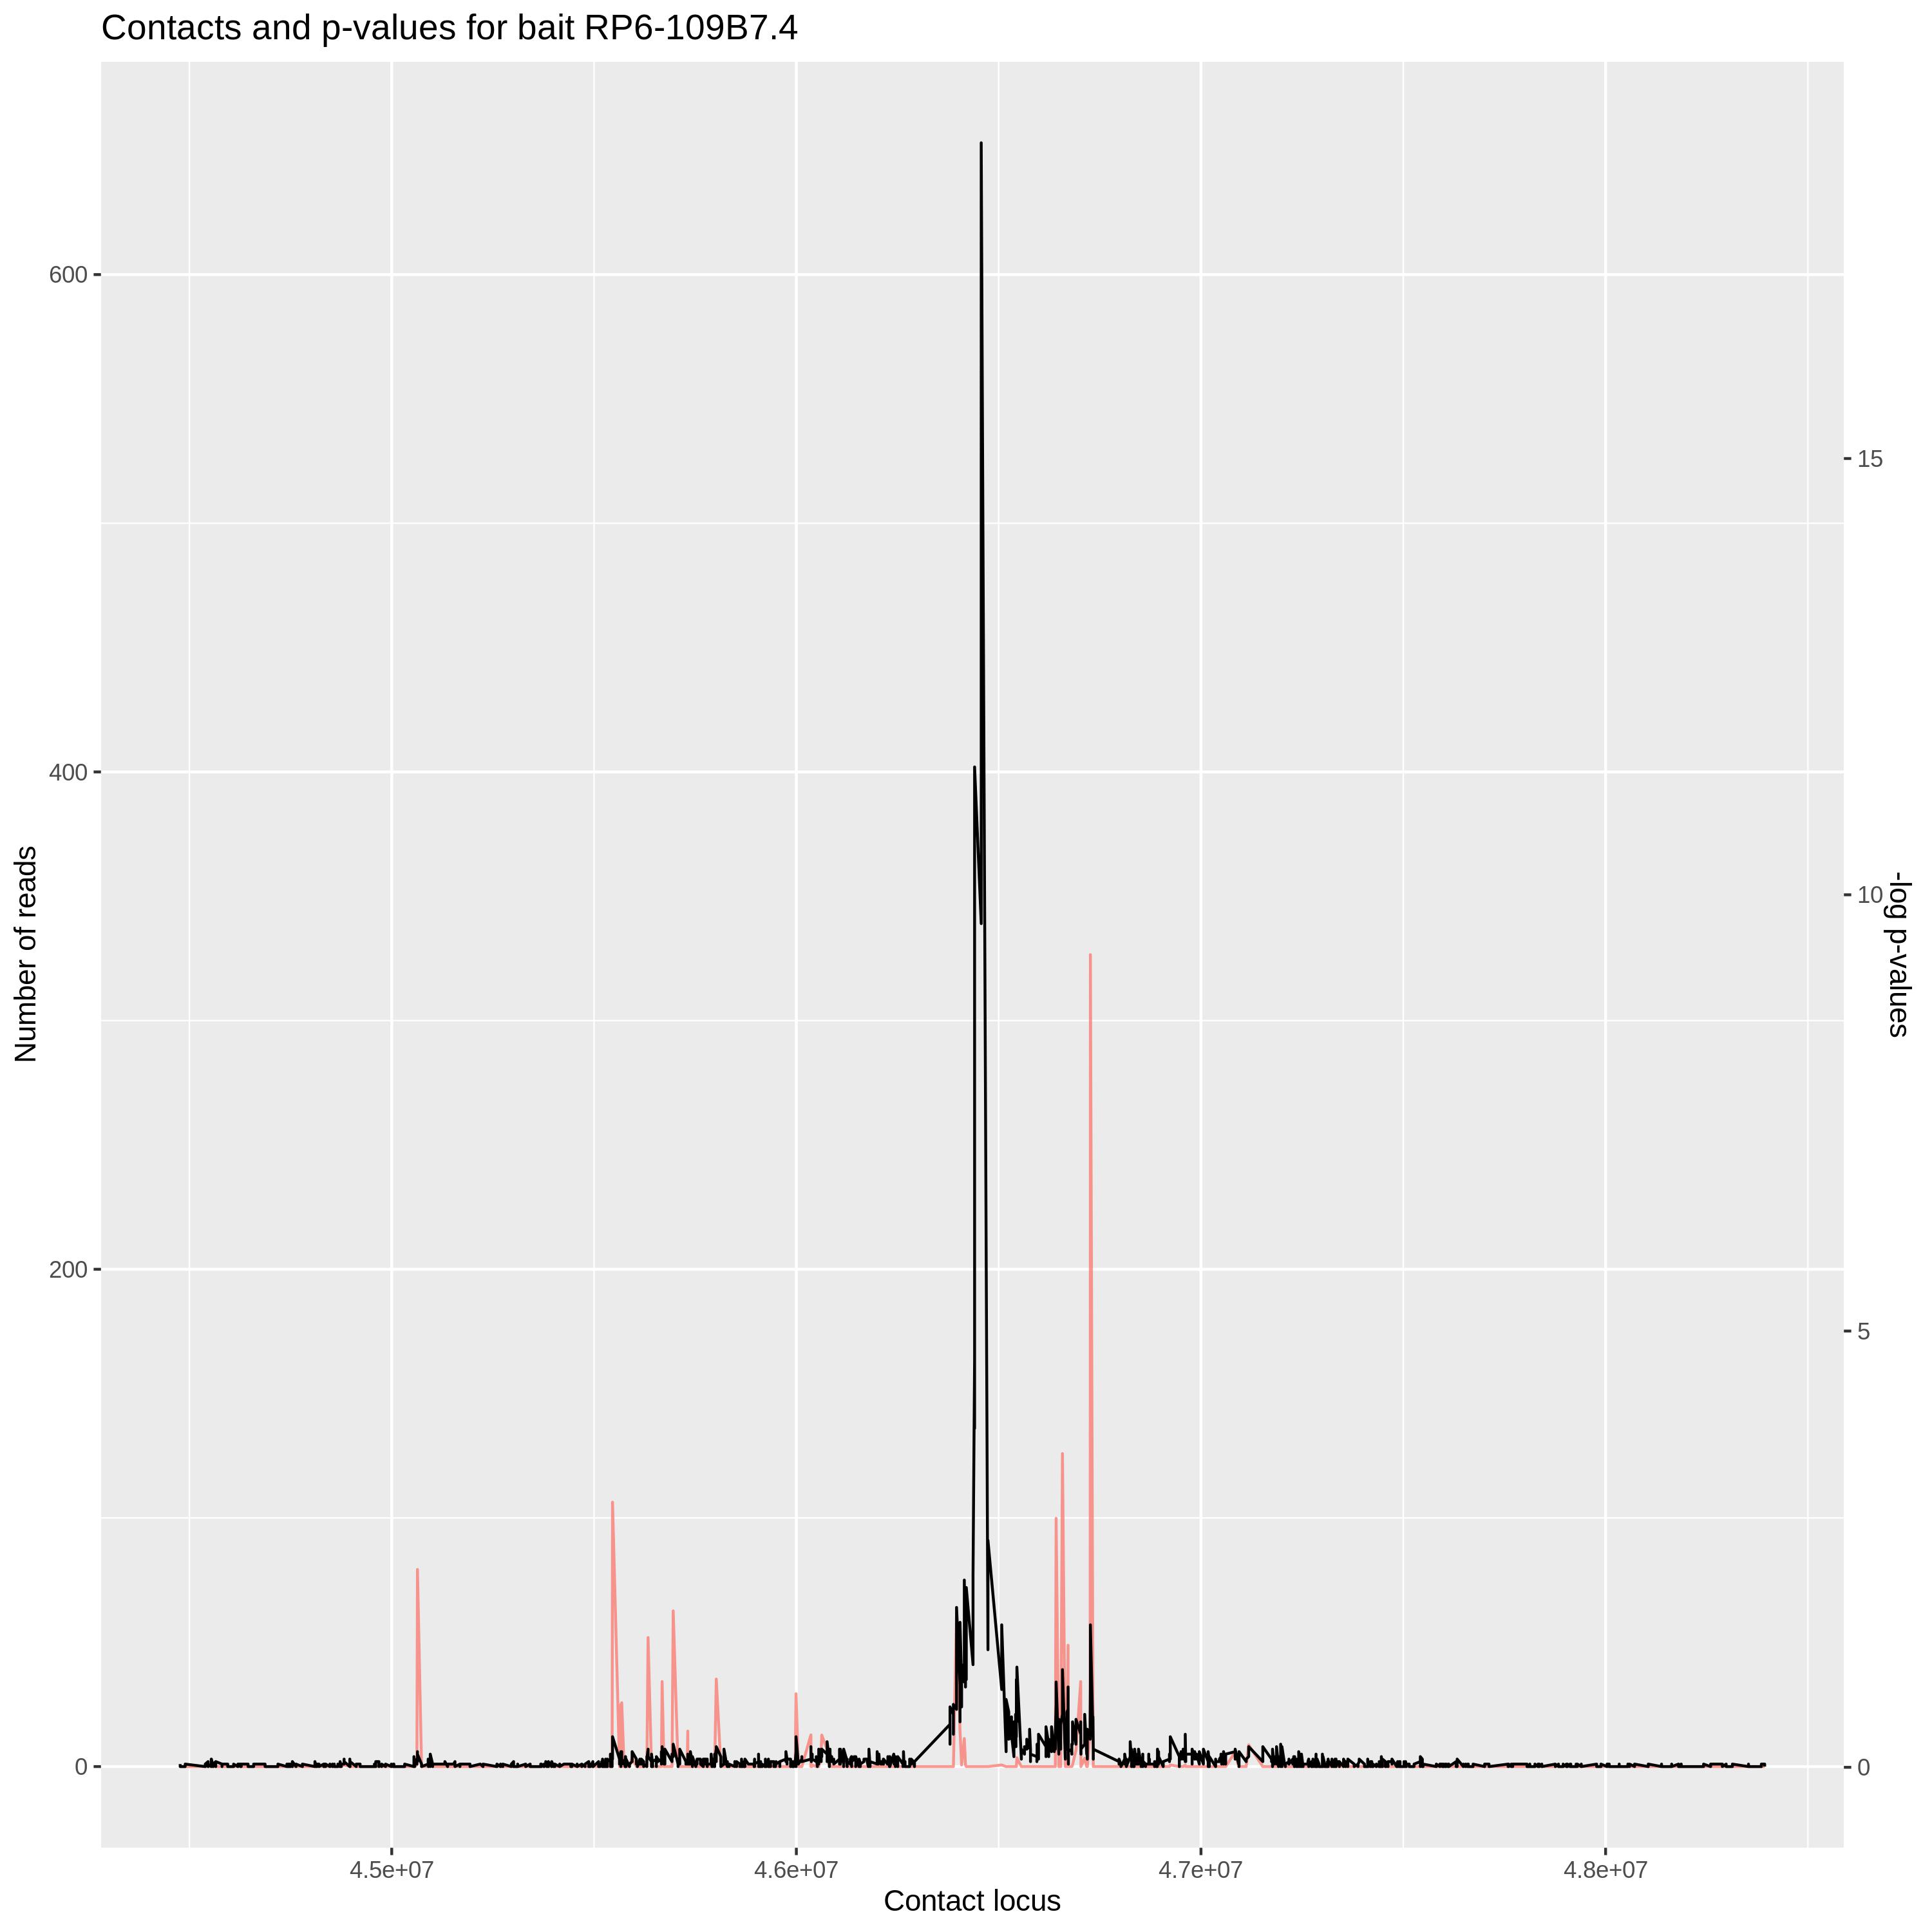 Contacts and p-values for bait RP6-109B7.4
600
400
200
0
Number of reads
15
10
5
0
-log p-values
4.5e+07
4.6e+07
4.7e+07
4.8e+07
Contact locus